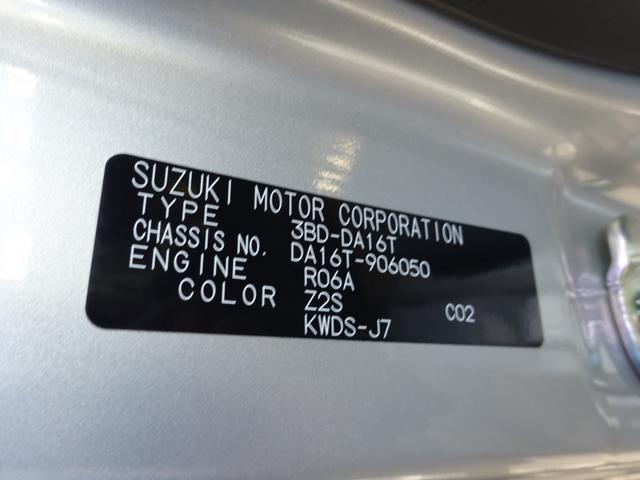 SUZUKI MOTOR CORPORATION
TYPE 3BD-DA16T
CHASSIS NO. DA16T-906050
ENGINE R06A
COLOR Z2S C02
KWDS-J7